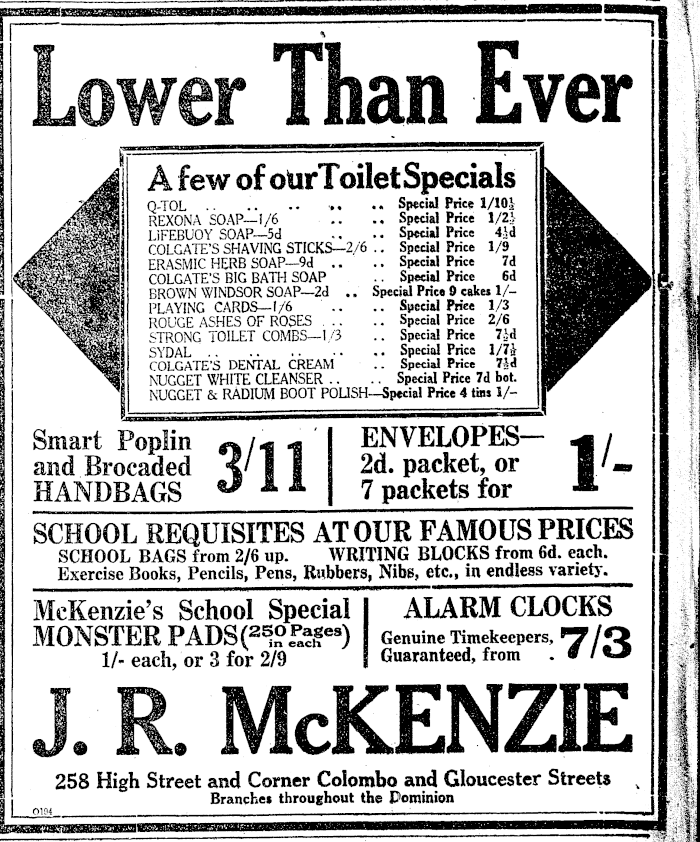 Lower Than Ever
A few of our Toilet Specials
Q-TOL .. .. .. .. .. Special Price 1/10½
REXONA SOAP—1/6 .. .. Special Price 1/2½
LIFEBUOY SOAP—5d .. .. Special Price 4½d
COLGATE'S SHAVING STICKS—2/6 .. Special Price 1/9
ERASMIC HERB SOAP—9d .. .. Special Price 7d
COLGATE'S BIG BATH SOAP .. Special Price 6d
BROWN WINDSOR SOAP—2d .. Special Price 9 cakes 1/-
PLAYING CARDS—1/6 .. .. Special Price 1/3
ROUGE ASHES OF ROSES .. .. Special Price 2/6
STRONG TOILET COMBS—1/3 .. Special Price 7½d
SYDAL .. .. .. .. .. Special Price 1/7½
COLGATE'S DENTAL CREAM .. Special Price 7½d
NUGGET WHITE CLEANSER .. .. Special Price 7d bot.
NUGGET & RADIUM BOOT POLISH—Special Price 4 tins 1/-
Smart Poplin
and Brocaded
HANDBAGS
3/11
ENVELOPES—
2d. packet, or
7 packets for
1/-
SCHOOL REQUISITES AT OUR FAMOUS PRICES
SCHOOL BAGS from 2/6 up. WRITING BLOCKS from 6d. each.
Exercise Books, Pencils, Pens, Rubbers, Nibs, etc., in endless variety.
McKenzie's School Special
MONSTER PADS (250 Pages in each)
1/- each, or 3 for 2/9
ALARM CLOCKS
Genuine Timekeepers,
Guaranteed, from .
7/3
J. R. McKENZIE
258 High Street and Corner Colombo and Gloucester Streets
Branches throughout the Dominion
O194